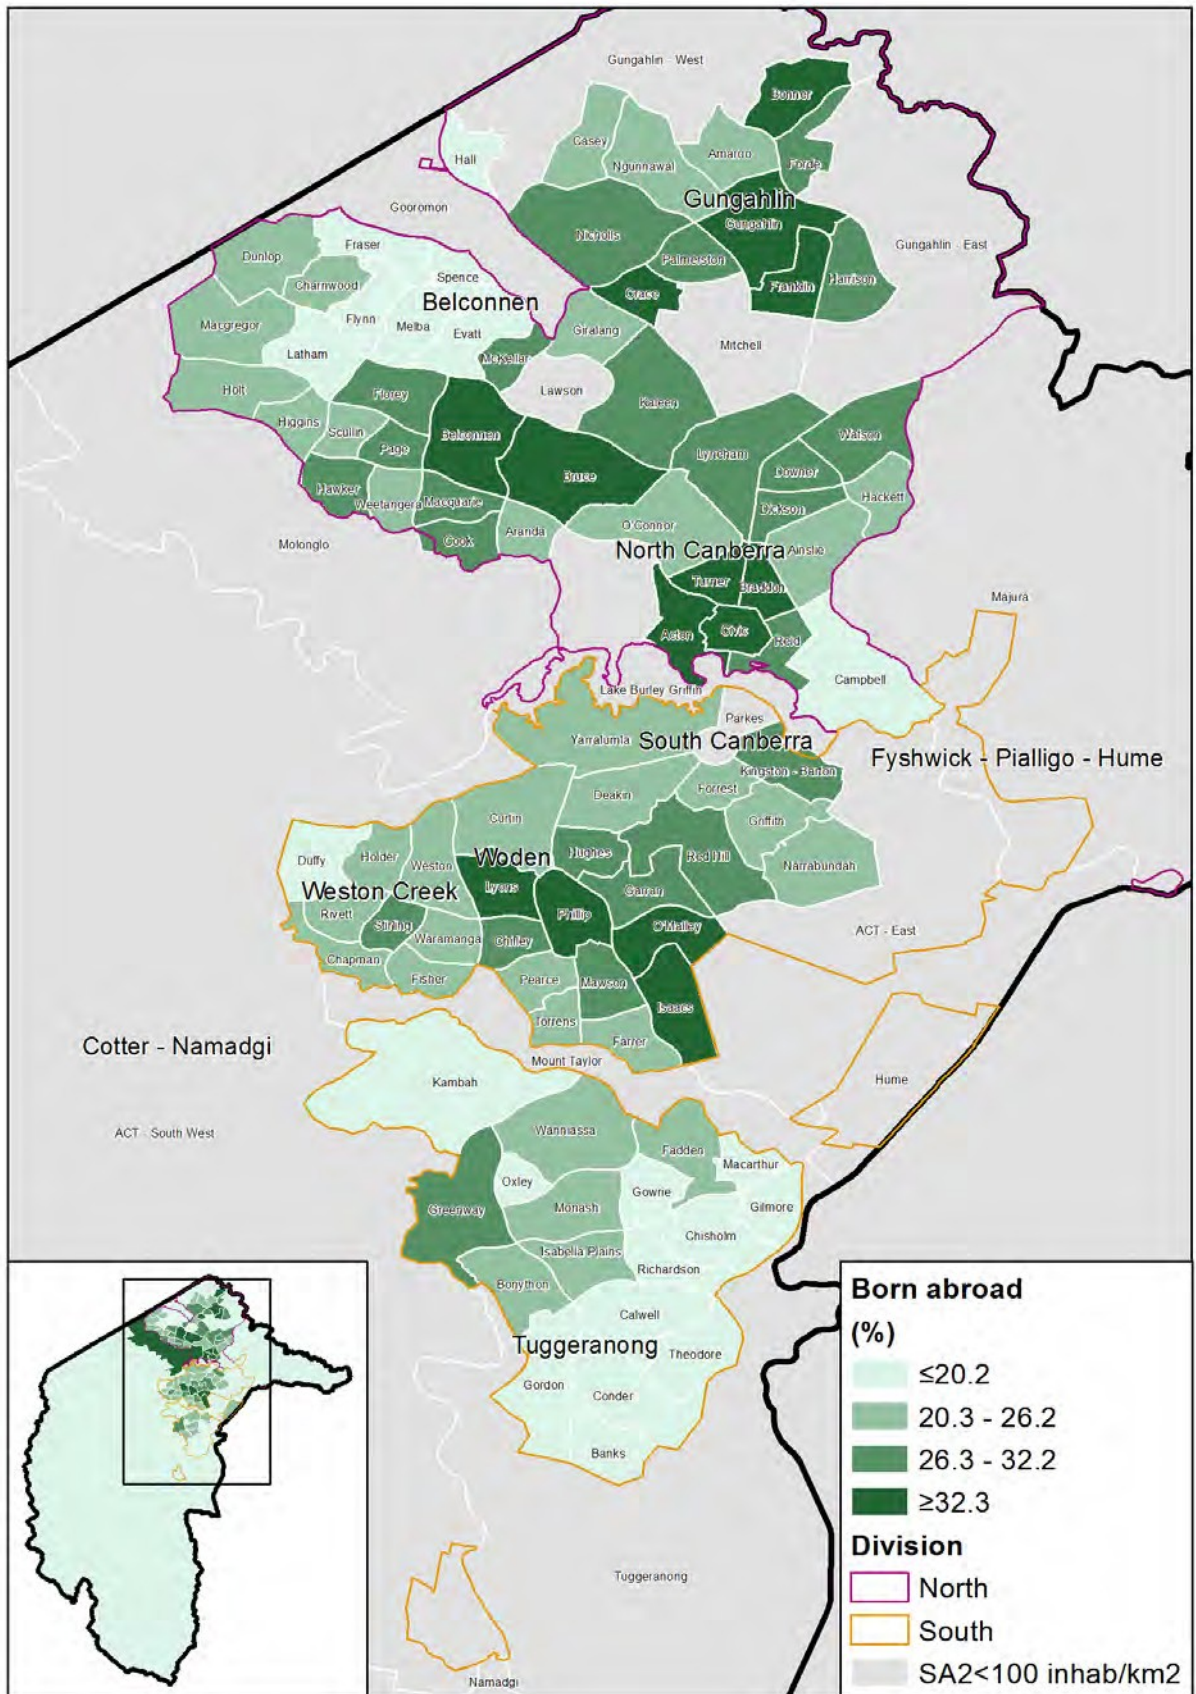 Gungahlin - West
Bonner
Casey
Ngunnawal
Amaroo
Forde
Hall
Gungahlin
Gooromon
Gungahlin
Nicholls
Gungahlin - East
Fraser
Dunlop
Palmerston
Spence
Harrison
Charnwood
Franklin
Crace
Belconnen
Flynn
Macgregor
Melba
Evatt
Giralang
Mitchell
Latham
McKellar
Holt
Florey
Lawson
Kaleen
Higgins
Scullin
Belconnen
Watson
Page
Lyneham
Downer
Bruce
Hawker
Weetangera
Macquarie
Hackett
Dickson
O'Connor
Aranda
Cook
Molonglo
North Canberra
Ainslie
Turner
Braddon
Majura
Acton
Civic
Reid
Campbell
Lake Burley Griffin
Parkes
Yarralumla
South Canberra
Fyshwick - Pialligo - Hume
Kingston - Barton
Forrest
Deakin
Curtin
Griffith
Duffy
Holder
Weston
Woden
Hughes
Red Hill
Narrabundah
Weston Creek
Lyons
Garran
Rivett
Phillip
Stirling
Waramanga
Chifley
O'Malley
ACT - East
Chapman
Fisher
Pearce
Mawson
Isaacs
Torrens
Farrer
Cotter - Namadgi
Mount Taylor
Kambah
Hume
ACT - South West
Wanniassa
Fadden
Macarthur
Oxley
Gowrie
Greenway
Monash
Gilmore
Chisholm
Isabella Plains
Richardson
Bonython
Calwell
Tuggeranong
Theodore
Gordon
Conder
Banks
Tuggeranong
Namadgi
Born abroad
(%)
≤20.2
20.3 - 26.2
26.3 - 32.2
≥32.3
Division
North
South
SA2<100 inhab/km2